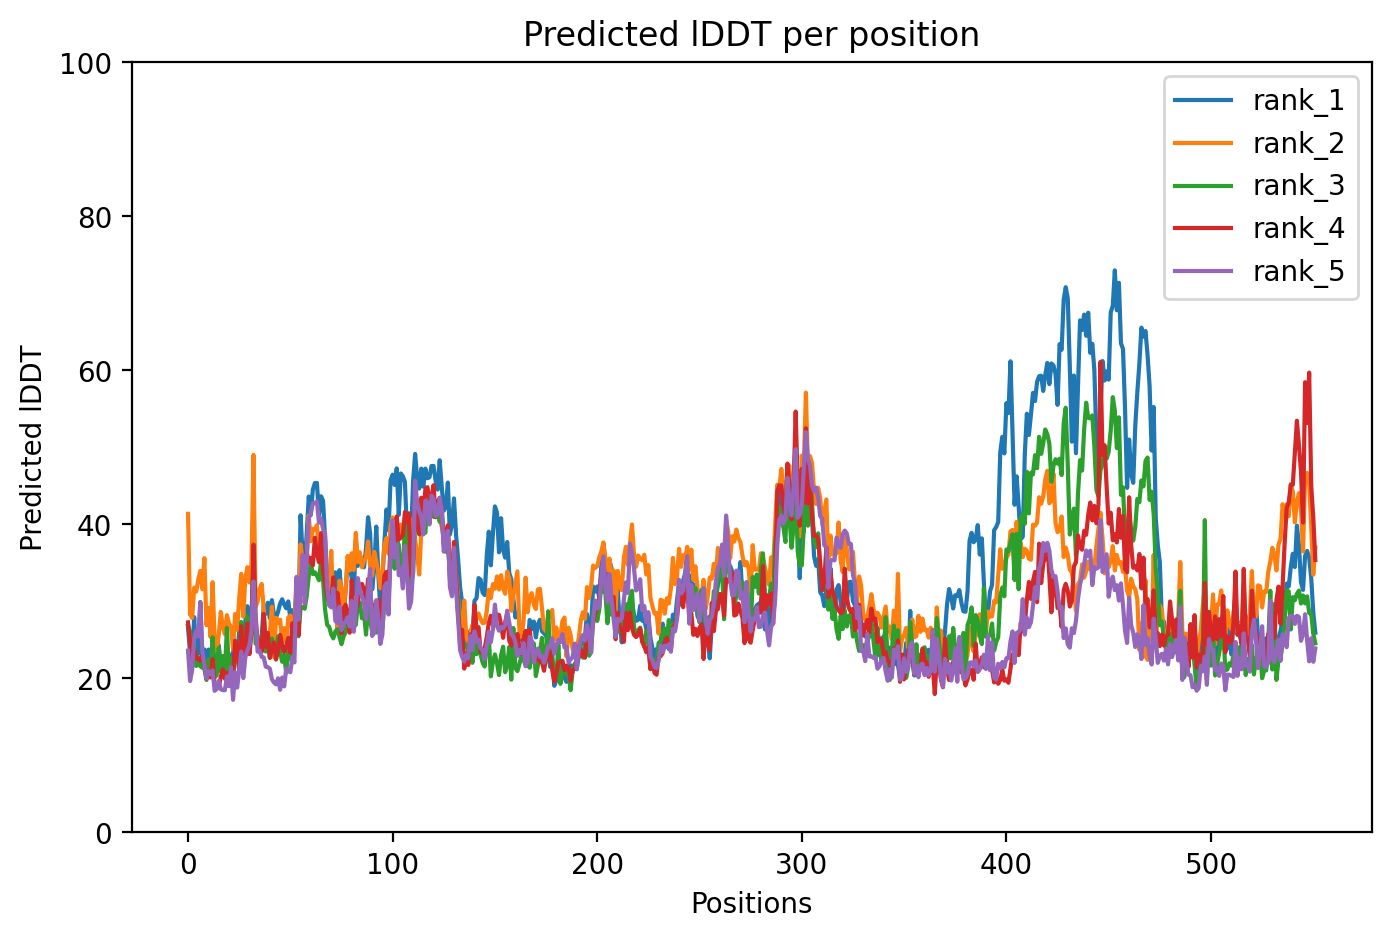 Predicted lDDT per position
100
80
60
40
20
0
Predicted lDDT
0 100 200 300 400 500
Positions
rank_1
rank_2
rank_3
rank_4
rank_5